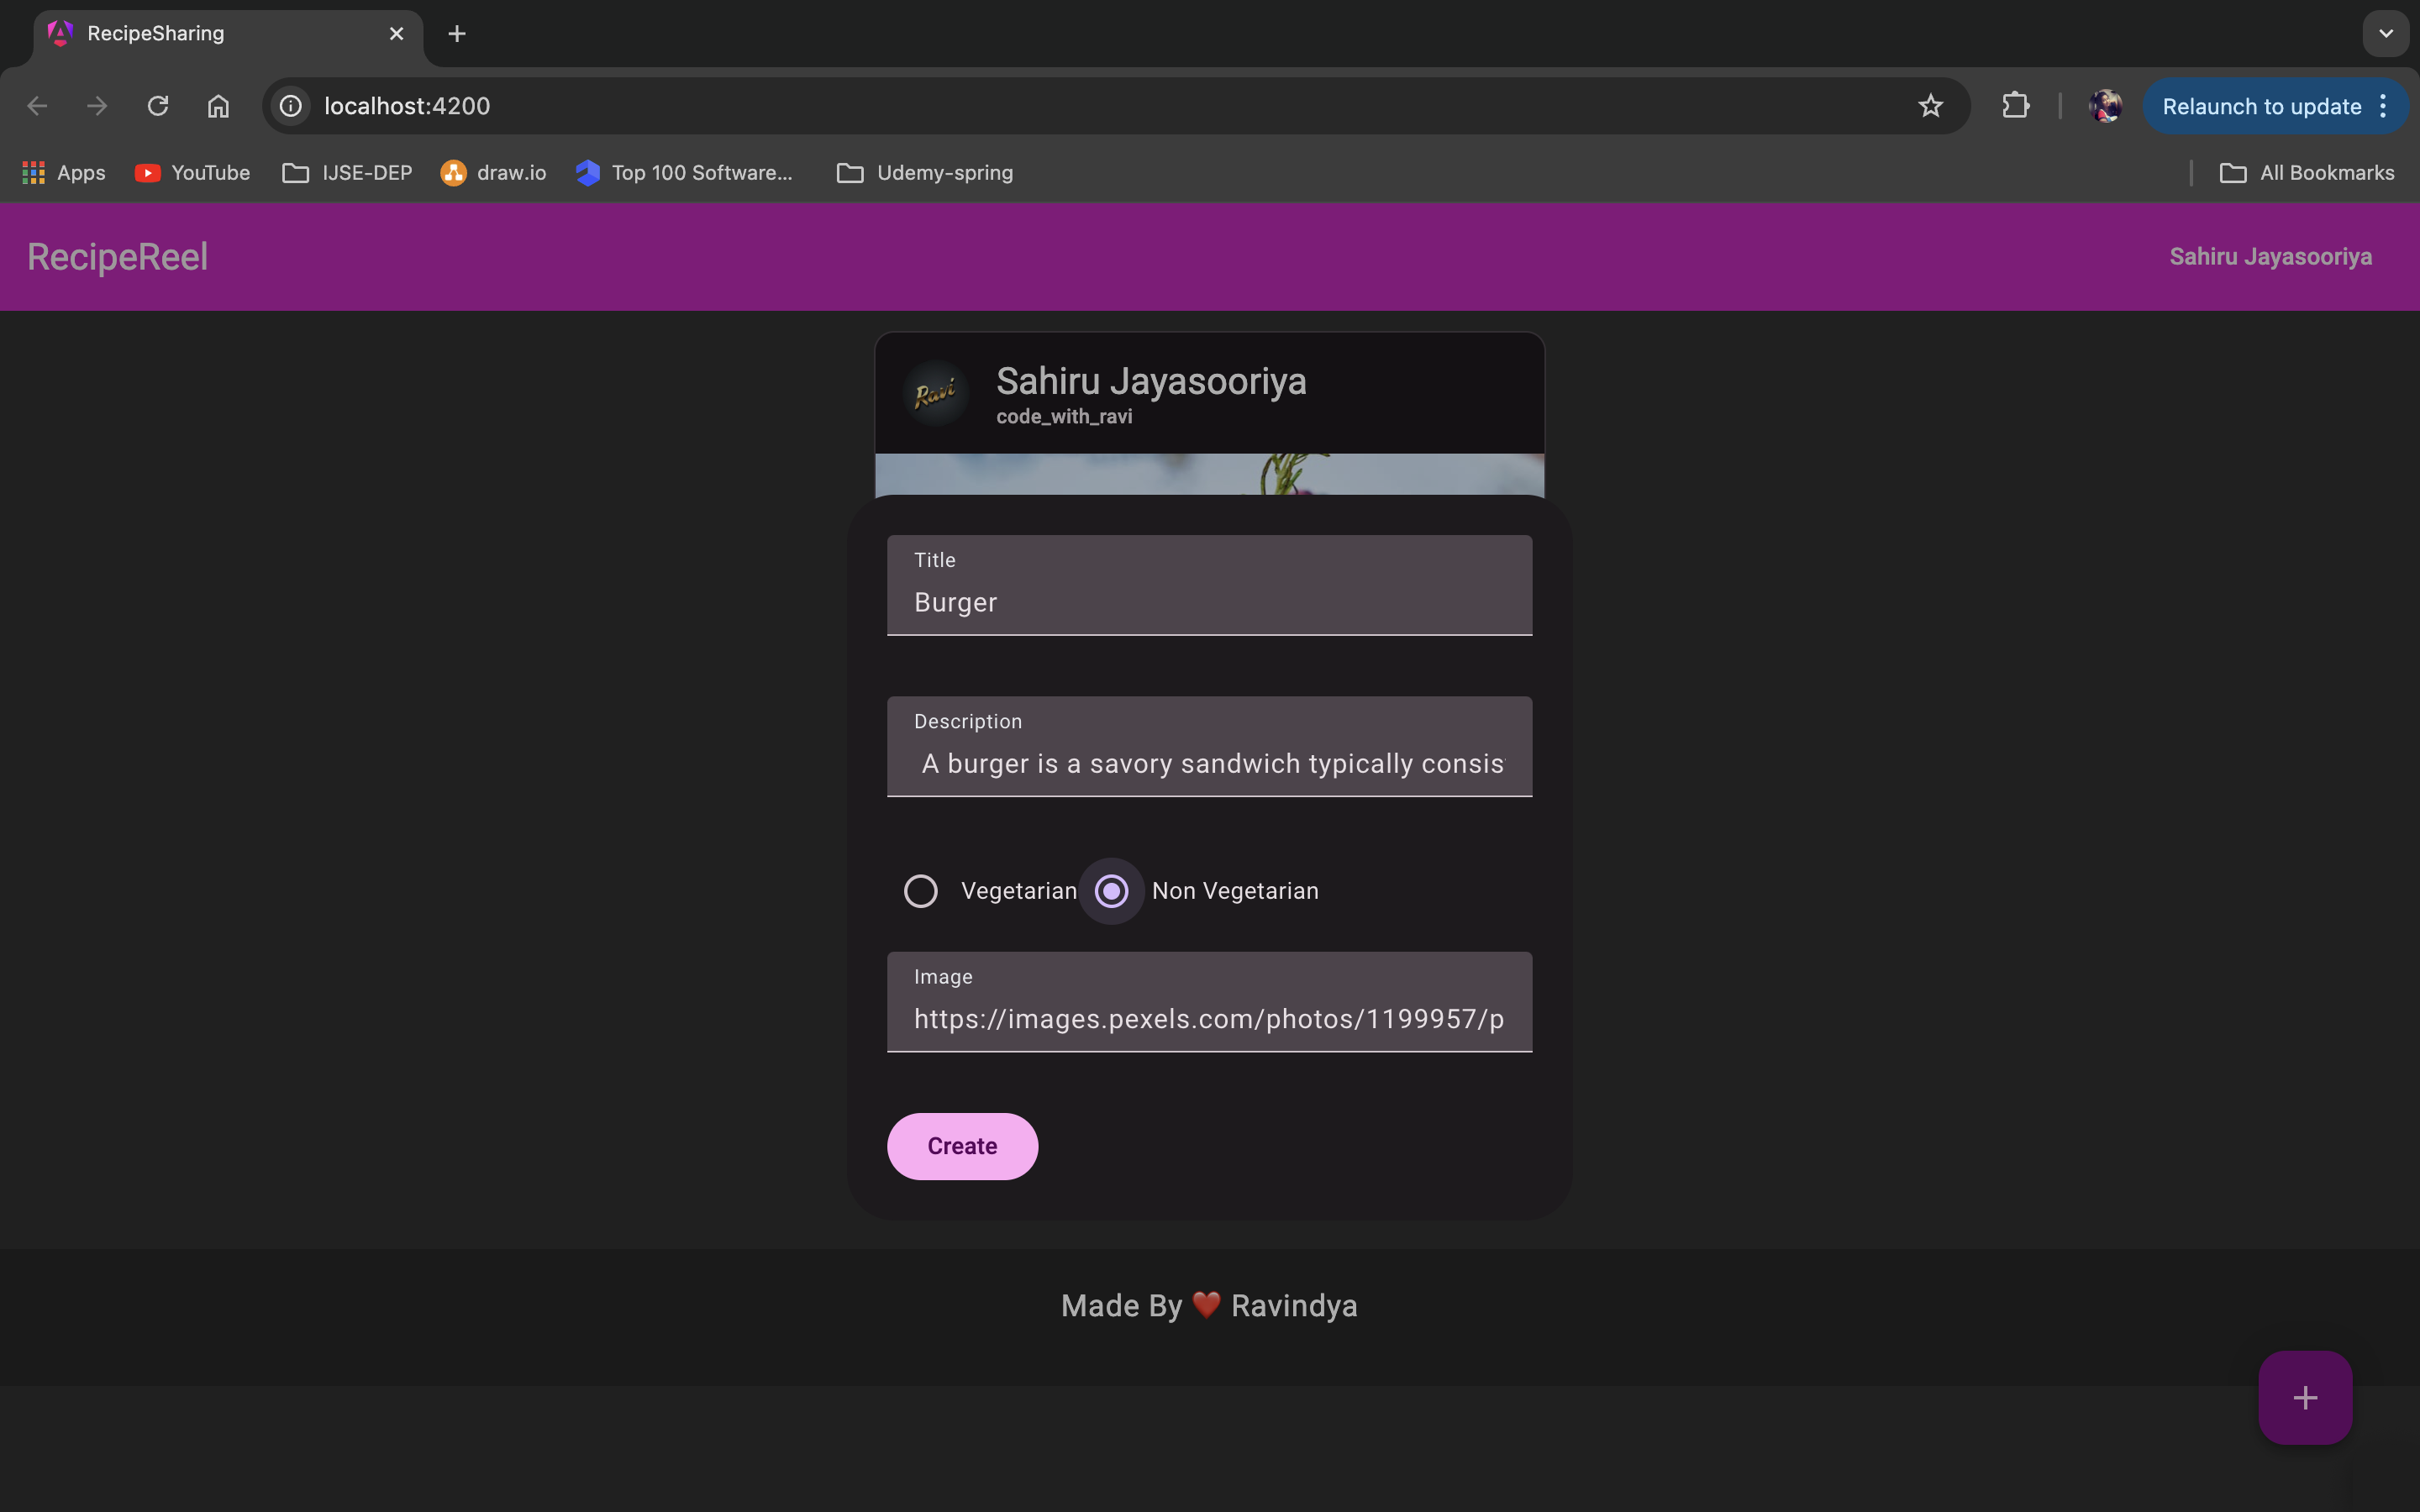 RecipeSharing
localhost:4200
Relaunch to update
Apps
YouTube
IJSE-DEP
draw.io
Top 100 Software...
Udemy-spring
All Bookmarks
RecipeReel
Sahiru Jayasooriya
Ravi
Sahiru Jayasooriya
code_with_ravi
Title
Burger
Description
A burger is a savory sandwich typically consis
Vegetarian
Non Vegetarian
Image
https://images.pexels.com/photos/1199957/p
Create
Made By ❤️ Ravindya